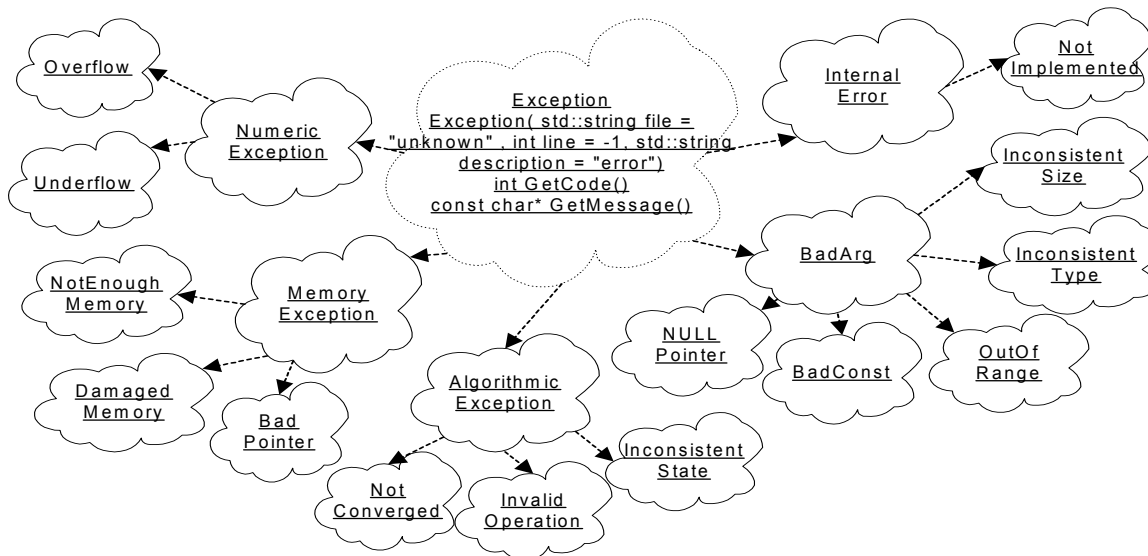 Overflow
Numeric
Exception
Underflow
Exception
Exception( std::string file =
"unknown" , int line = -1, std::string
description = "error")
int GetCode()
const char* GetMessage()
Internal
Error
Not
Implemented
Inconsistent
Size
BadArg
Inconsistent
Type
NotEnough
Memory
Memory
Exception
NULL
Pointer
BadConst
OutOf
Range
Damaged
Memory
Bad
Pointer
Algorithmic
Exception
Inconsistent
State
Not
Converged
Invalid
Operation